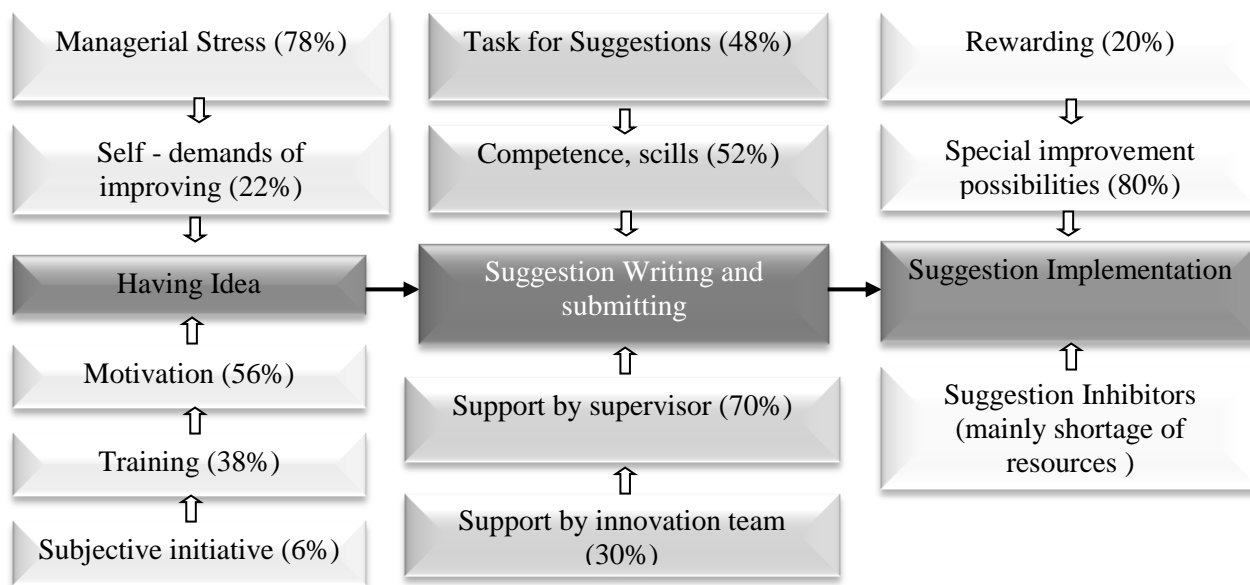 Managerial Stress (78%)
Self - demands of
improving (22%)
Having Idea
Motivation (56%)
Training (38%)
Subjective initiative (6%)
Task for Suggestions (48%)
Competence, scills (52%)
Suggestion Writing and
submitting
Support by supervisor (70%)
Support by innovation team
(30%)
Rewarding (20%)
Special improvement
possibilities (80%)
Suggestion Implementation
Suggestion Inhibitors
(mainly shortage of
resources )